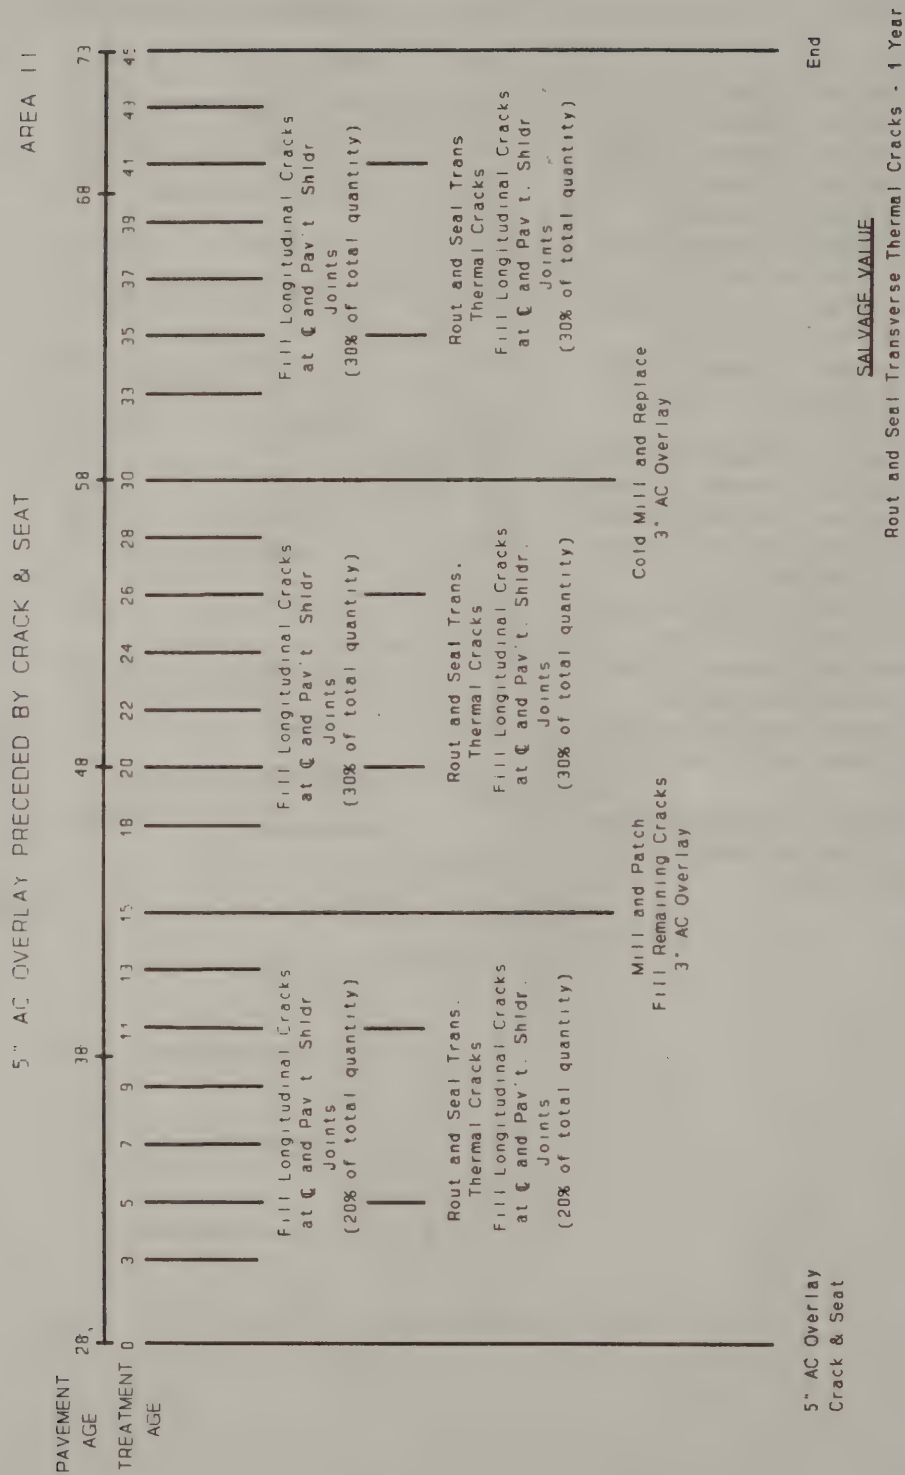 5" AC OVERLAY PRECEDED BY CRACK & SEAT
AREA II
PAVEMENT
AGE
28 38 48 58 68 73
TREATMENT
AGE
0 3 5 7 9 11 13 15 18 20 22 24 26 28 30 33 35 37 39 41 43 45
Fill Longitudinal Cracks
at ℄ and Pav't Shldr
Joints
(20% of total quantity)
Rout and Seal Trans.
Thermal Cracks
Fill Longitudinal Cracks
at ℄ and Pav't. Shldr.
Joints
(20% of total quantity)
Fill Longitudinal Cracks
at ℄ and Pav't Shldr
Joints
(30% of total quantity)
Rout and Seal Trans.
Thermal Cracks
Fill Longitudinal Cracks
at ℄ and Pav't. Shldr.
Joints
(30% of total quantity)
Fill Longitudinal Cracks
at ℄ and Pav't. Shldr
Joints
(30% of total quantity)
Rout and Seal Trans
Thermal Cracks
Fill Longitudinal Cracks
at ℄ and Pav't. Shldr
Joints
(30% of total quantity)
Mill and Patch
Fill Remaining Cracks
3" AC Overlay
Cold Mill and Replace
3" AC Overlay
5" AC Overlay
Crack & Seat
End
SALVAGE VALUE
Rout and Seal Transverse Thermal Cracks - 1 Year